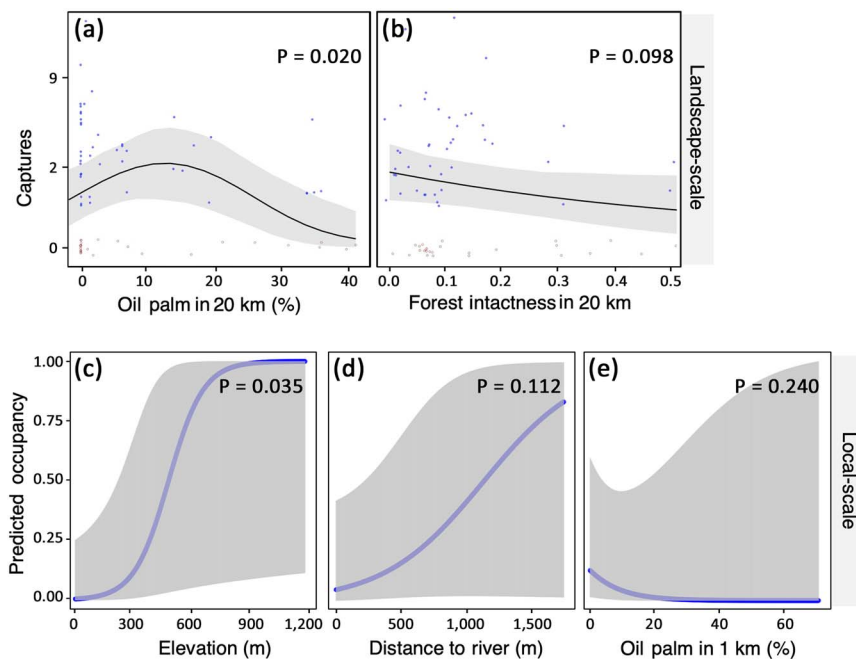 (a)
P = 0.020
(b)
P = 0.098
Landscape-scale
Captures
9
2
0
0
10
20
30
40
Oil palm in 20 km (%)
0.0
0.1
0.2
0.3
0.4
0.5
Forest intactness in 20 km
(c)
P = 0.035
(d)
P = 0.112
(e)
P = 0.240
Local-scale
Predicted occupancy
1.00
0.75
0.50
0.25
0.00
0
300
600
900
1,200
Elevation (m)
0
500
1,000
1,500
Distance to river (m)
0
20
40
60
Oil palm in 1 km (%)